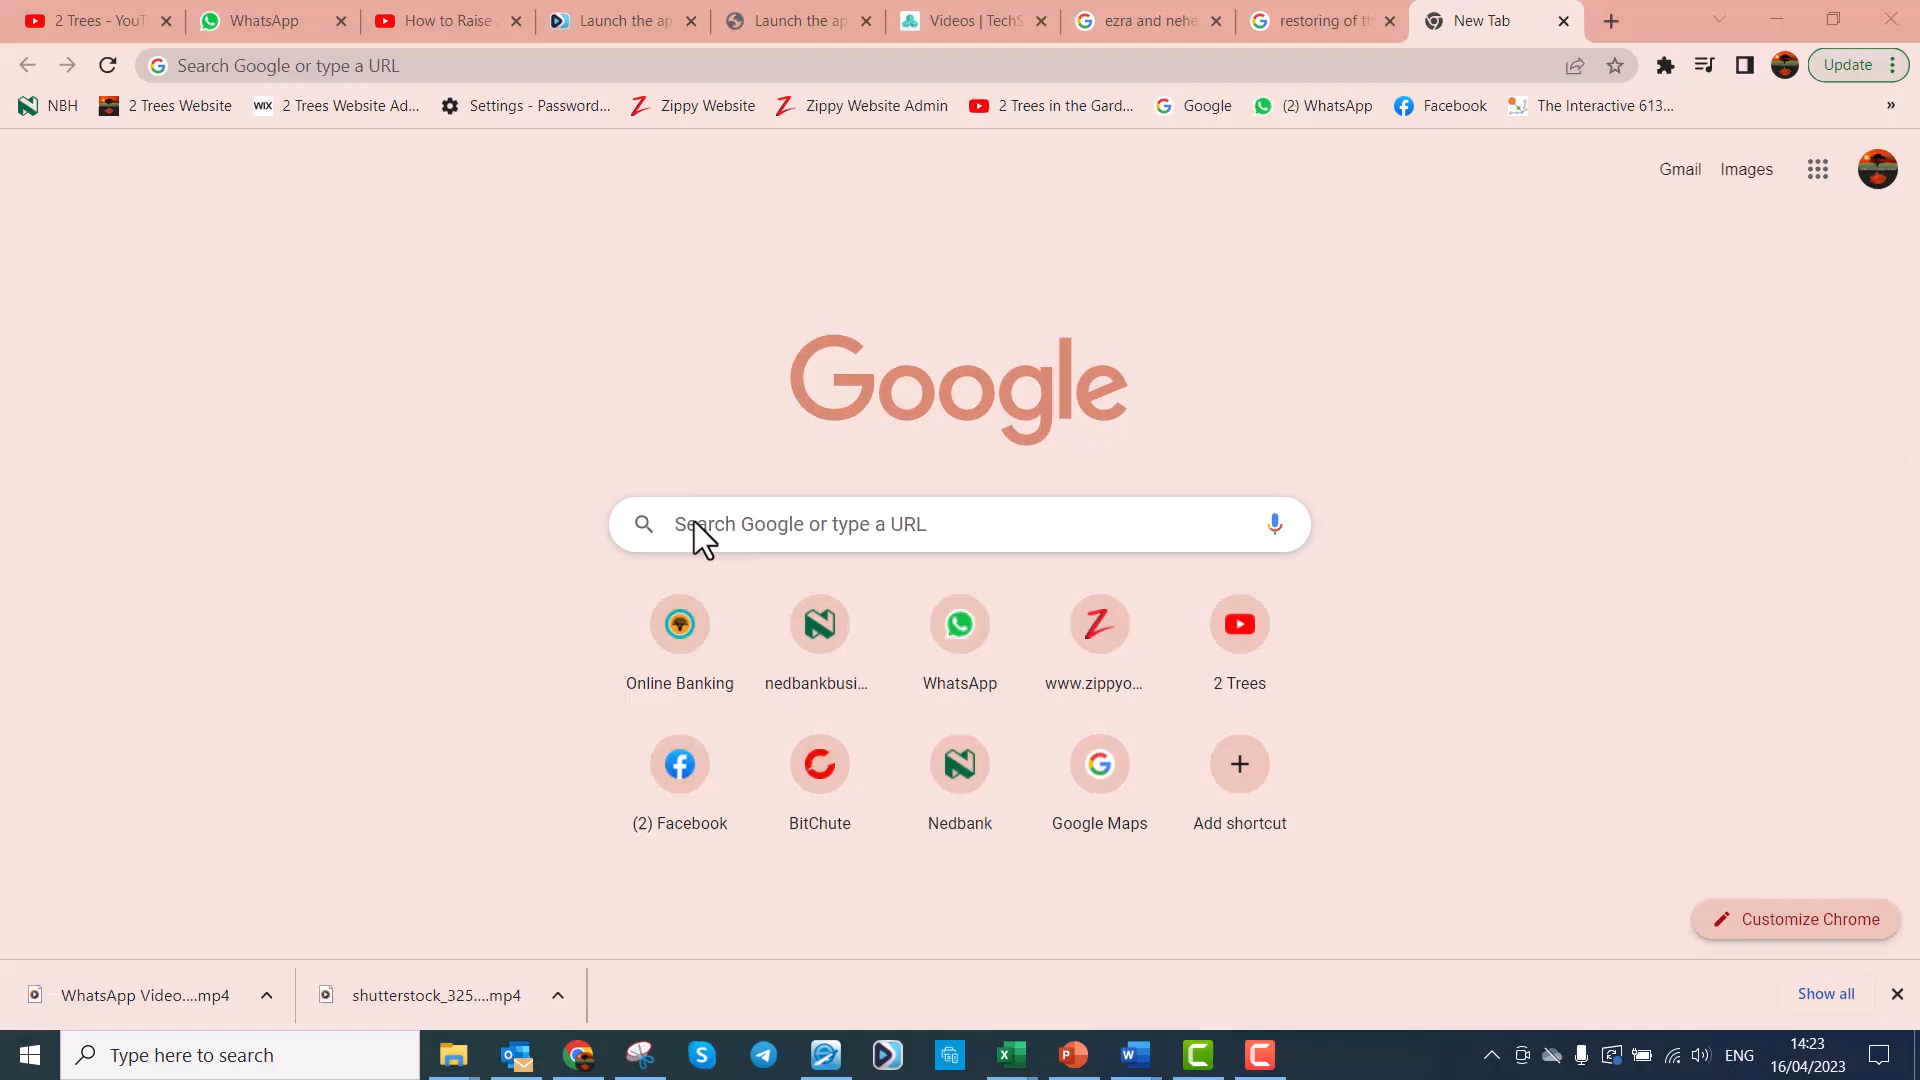 2 Trees - YouT
WhatsApp
How to Raise
Launch the ap
Launch the ap
Videos | TechS
ezra and nehe
restoring of th
New Tab
Search Google or type a URL
Update
NBH
2 Trees Website
WIX
2 Trees Website Ad...
Settings - Password...
Zippy Website
Zippy Website Admin
2 Trees in the Gard...
Google
(2) WhatsApp
Facebook
The Interactive 613...
»
Gmail
Images
Google
Search Google or type a URL
Online Banking
nedbankbusi...
WhatsApp
www.zippyo...
2 Trees
(2) Facebook
BitChute
Nedbank
Google Maps
Add shortcut
Customize Chrome
WhatsApp Video....mp4
shutterstock_325....mp4
Show all
Type here to search
ENG
14:23
16/04/2023